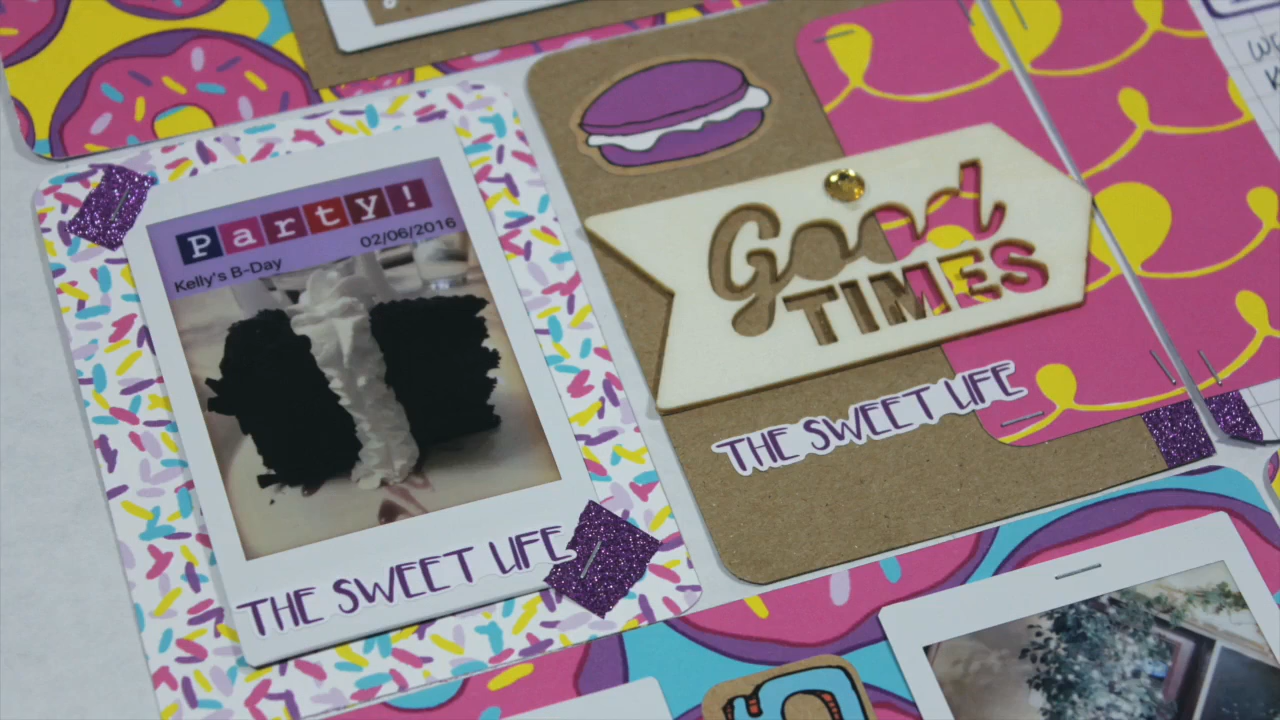 Party!
02/06/2016
Kelly's B-Day
THE SWEET LIFE
Good
TIMES
THE SWEET LIFE